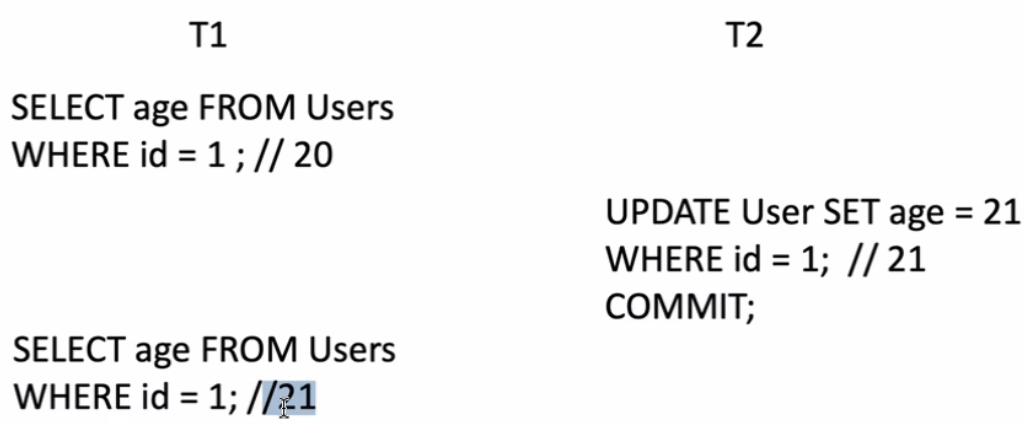 T1 T2
SELECT age FROM Users
WHERE id = 1 ; // 20
UPDATE User SET age = 21
WHERE id = 1; // 21
COMMIT;
SELECT age FROM Users
WHERE id = 1; //21